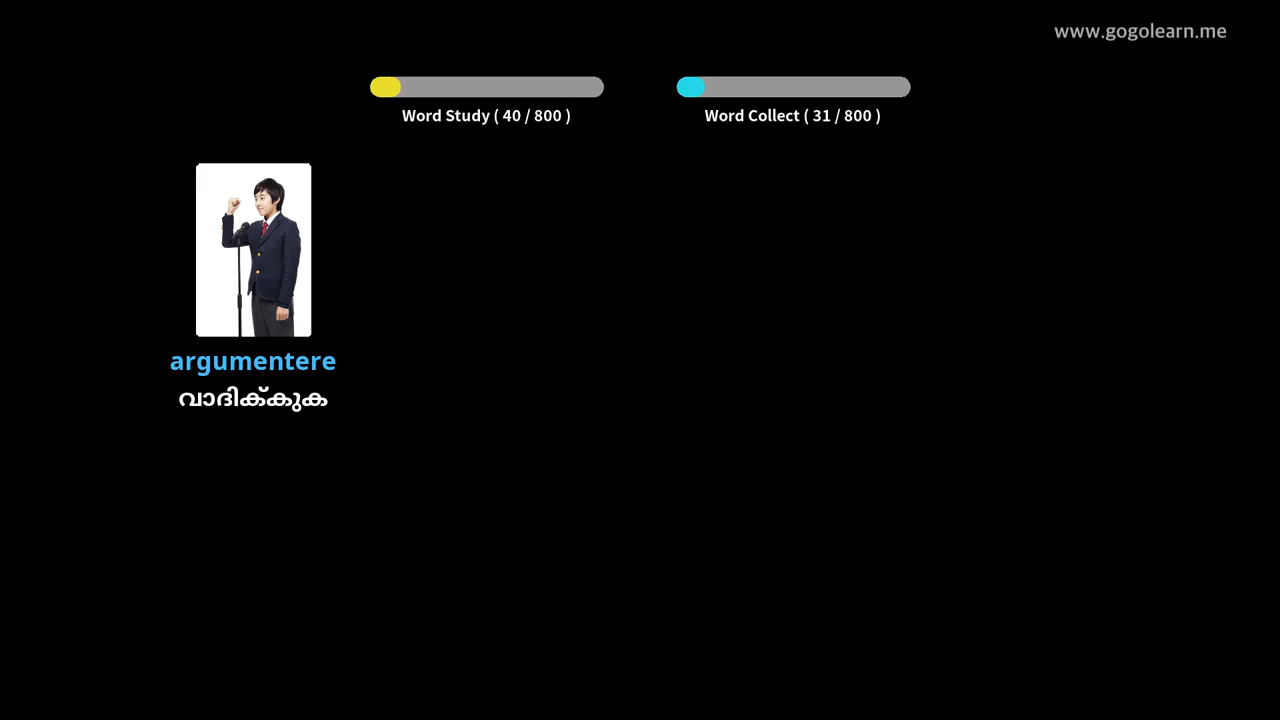 www.gogolearn.me
Word Study ( 40 / 800 )
Word Collect ( 31 / 800 )
argumentere
വാദിക്കുക